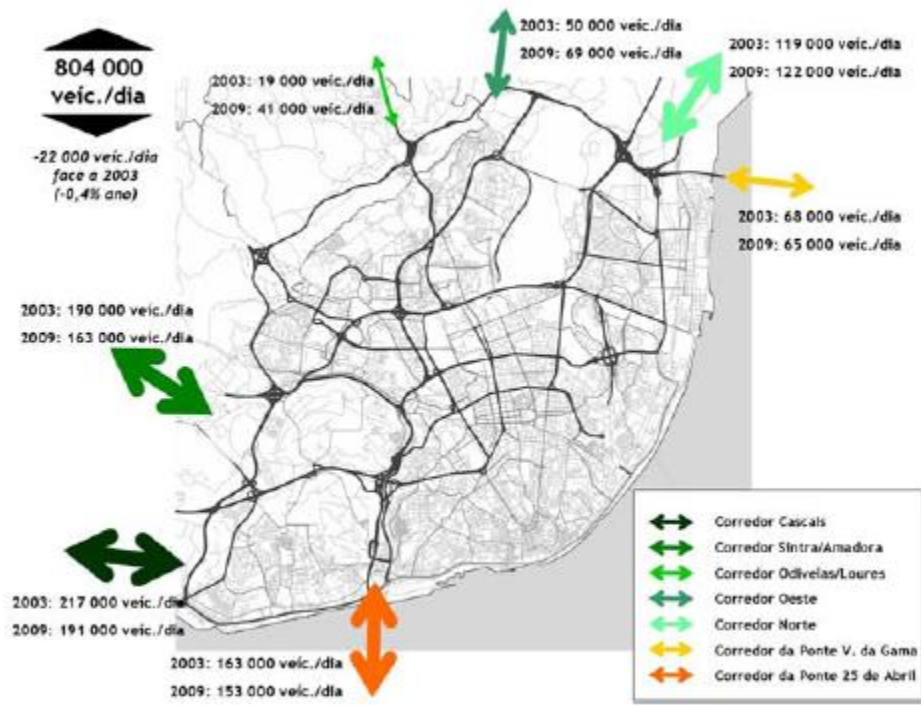 804 000
veic./dia
-22 000 veic./dia
face a 2003
(-0,4% ano)
2003: 19 000 veic./dia
2009: 41 000 veic./dia
2003: 50 000 veic./dia
2009: 69 000 veic./dia
2003: 119 000 veic./dia
2009: 122 000 veic./dia
2003: 68 000 veic./dia
2009: 65 000 veic./dia
2003: 190 000 veic./dia
2009: 163 000 veic./dia
2003: 217 000 veic./dia
2009: 191 000 veic./dia
2003: 163 000 veic./dia
2009: 153 000 veic./dia
Corredor Cascais
Corredor Sintra/Amadora
Corredor Odivelas/Loures
Corredor Oeste
Corredor Norte
Corredor da Ponte V. da Gama
Corredor da Ponte 25 de Abril